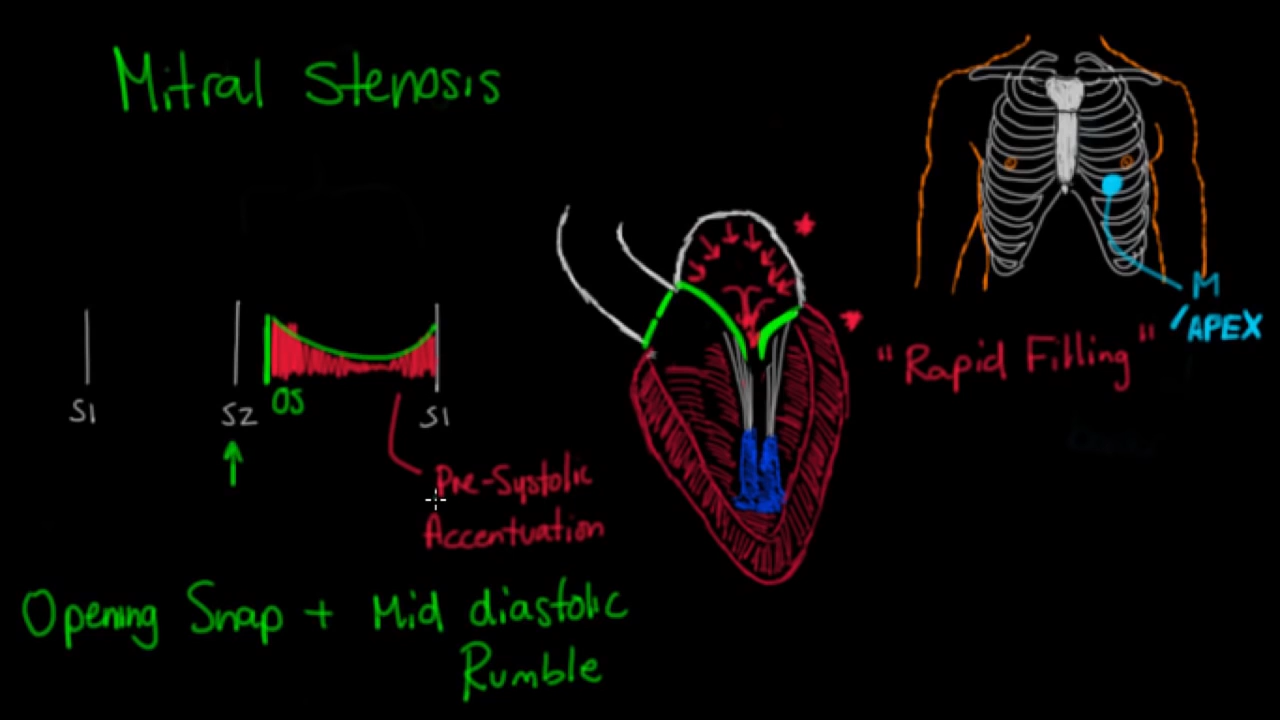 Mitral Stenosis
S1
S2
OS
S1
Pre-Systolic
Accentuation
Opening Snap + Mid diastolic
Rumble
M
APEX
"Rapid Filling"